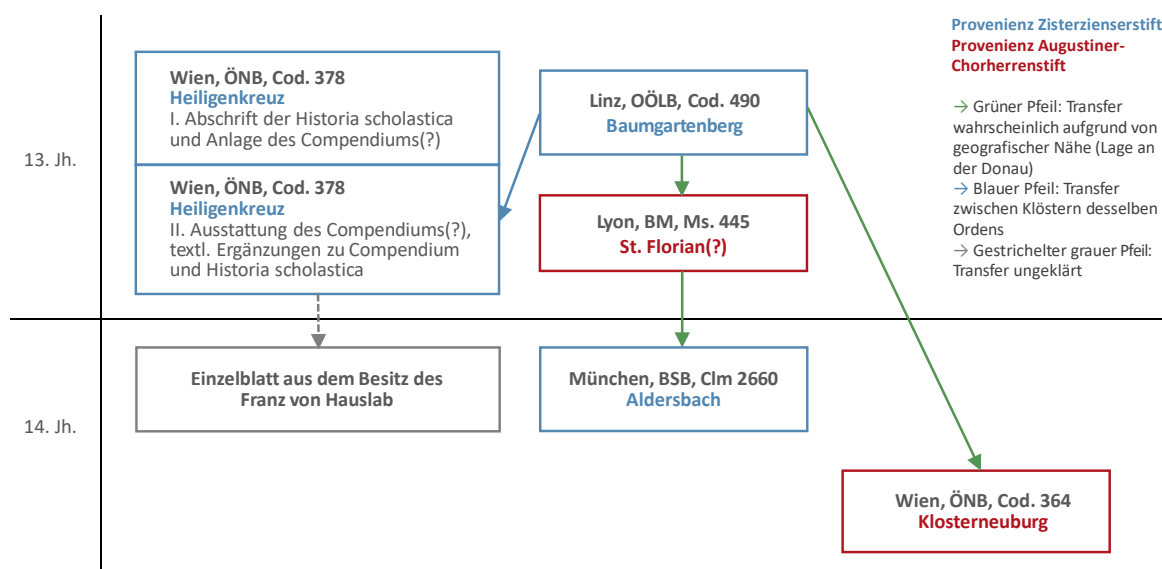 13. Jh.
Wien, ÖNB, Cod. 378
Heiligenkreuz
I. Abschrift der Historia scholastica
und Anlage des Compendiums(?)
Wien, ÖNB, Cod. 378
Heiligenkreuz
II. Ausstattung des Compendiums(?),
textl. Ergänzungen zu Compendium
und Historia scholastica
Linz, OÖLB, Cod. 490
Baumgartenberg
Lyon, BM, Ms. 445
St. Florian(?)
Provenienz Zisterzienserstift
Provenienz Augustiner-
Chorherrenstift
→ Grüner Pfeil: Transfer
wahrscheinlich aufgrund von
geografischer Nähe (Lage an
der Donau)
→ Blauer Pfeil: Transfer
zwischen Klöstern desselben
Ordens
→ Gestrichelter grauer Pfeil:
Transfer ungeklärt
14. Jh.
Einzelblatt aus dem Besitz des
Franz von Hauslab
München, BSB, Clm 2660
Aldersbach
Wien, ÖNB, Cod. 364
Klosterneuburg